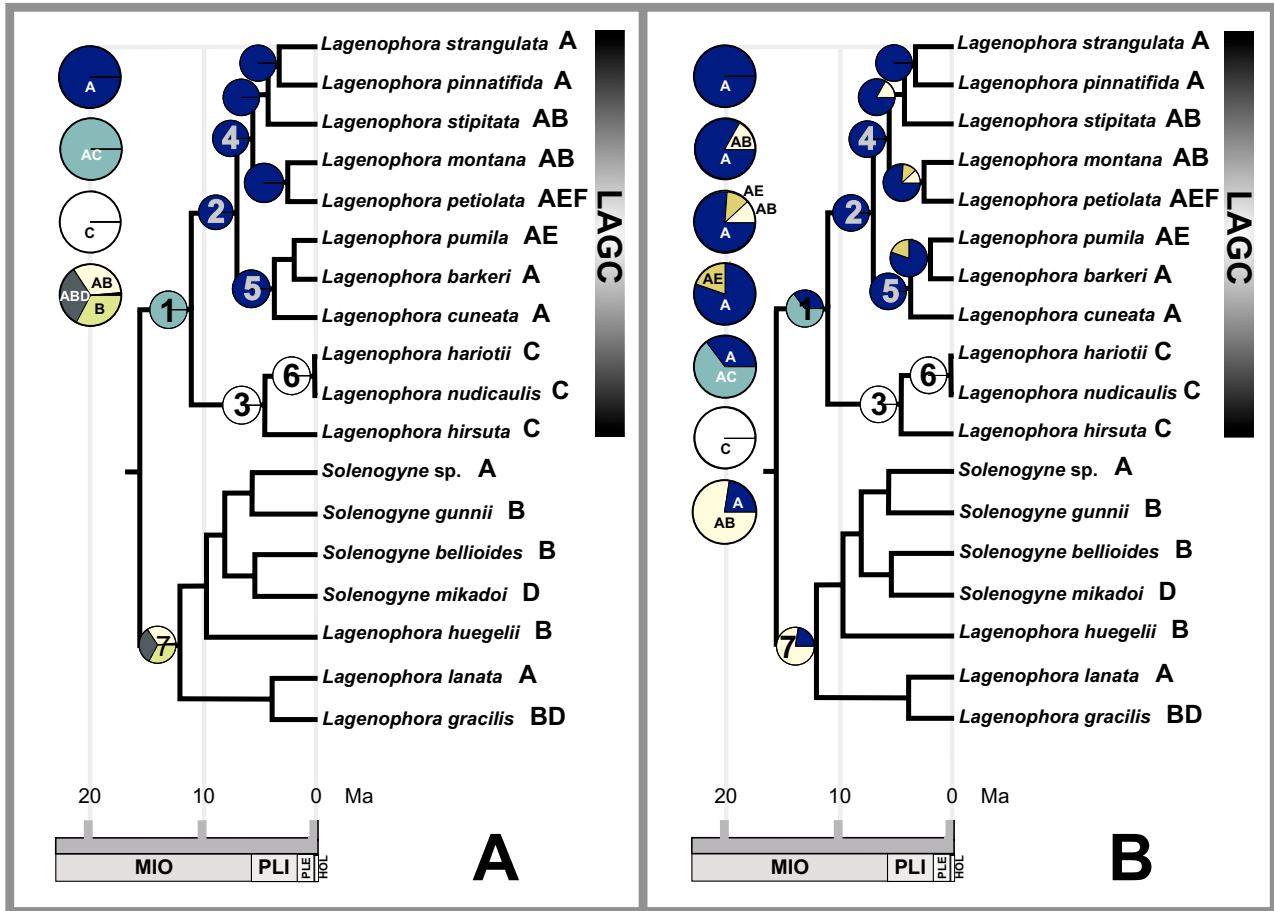 Lagenophora strangulata A
A
Lagenophora pinnatifida A
Lagenophora stipitata AB
4
AC
Lagenophora montana AB
Lagenophora petiolata AEF
2
C
Lagenophora pumila AE
Lagenophora barkeri A
5
AB
ABD
B
1
Lagenophora cuneata A
Lagenophora hariotii C
6
Lagenophora nudicaulis C
3
Lagenophora hirsuta C
LAGC
Solenogyne sp. A
Solenogyne gunnii B
Solenogyne bellioides B
Solenogyne mikadoi D
Lagenophora huegelii B
7
Lagenophora lanata A
Lagenophora gracilis BD
20 10 0 Ma
MIO PLI PLE HOL
A
Lagenophora strangulata A
A
Lagenophora pinnatifida A
Lagenophora stipitata AB
4
AB
A
Lagenophora montana AB
AE
AB
A
Lagenophora petiolata AEF
2
Lagenophora pumila AE
Lagenophora barkeri A
AE
A
5
1
Lagenophora cuneata A
A
AC
Lagenophora hariotii C
6
Lagenophora nudicaulis C
3
Lagenophora hirsuta C
C
LAGC
Solenogyne sp. A
A
AB
Solenogyne gunnii B
Solenogyne bellioides B
Solenogyne mikadoi D
Lagenophora huegelii B
7
Lagenophora lanata A
Lagenophora gracilis BD
20 10 0 Ma
MIO PLI PLE HOL
B